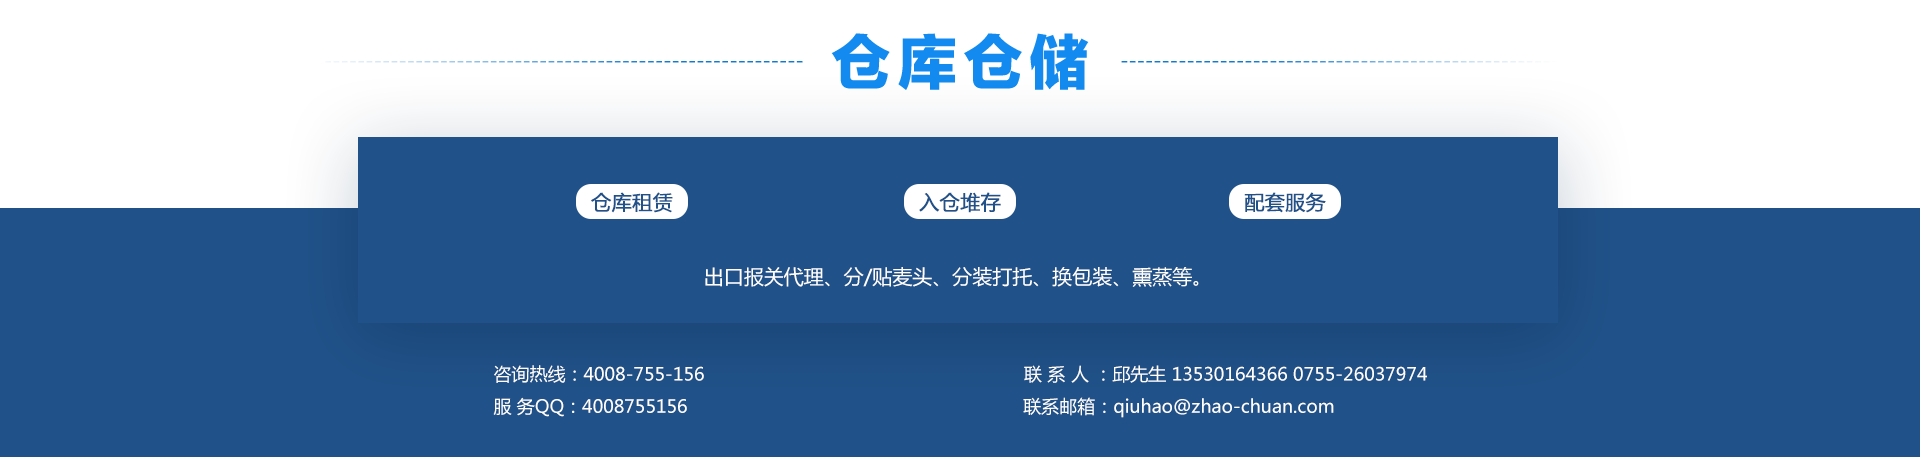 仓库仓储
仓库租赁 入仓堆存 配套服务
出口报关代理、分/贴麦头、分装打托、换包装、熏蒸等。
咨询热线：4008-755-156
服 务QQ：4008755156
联 系 人 ：邱先生 13530164366 0755-26037974
联系邮箱：qiuhao@zhao-chuan.com